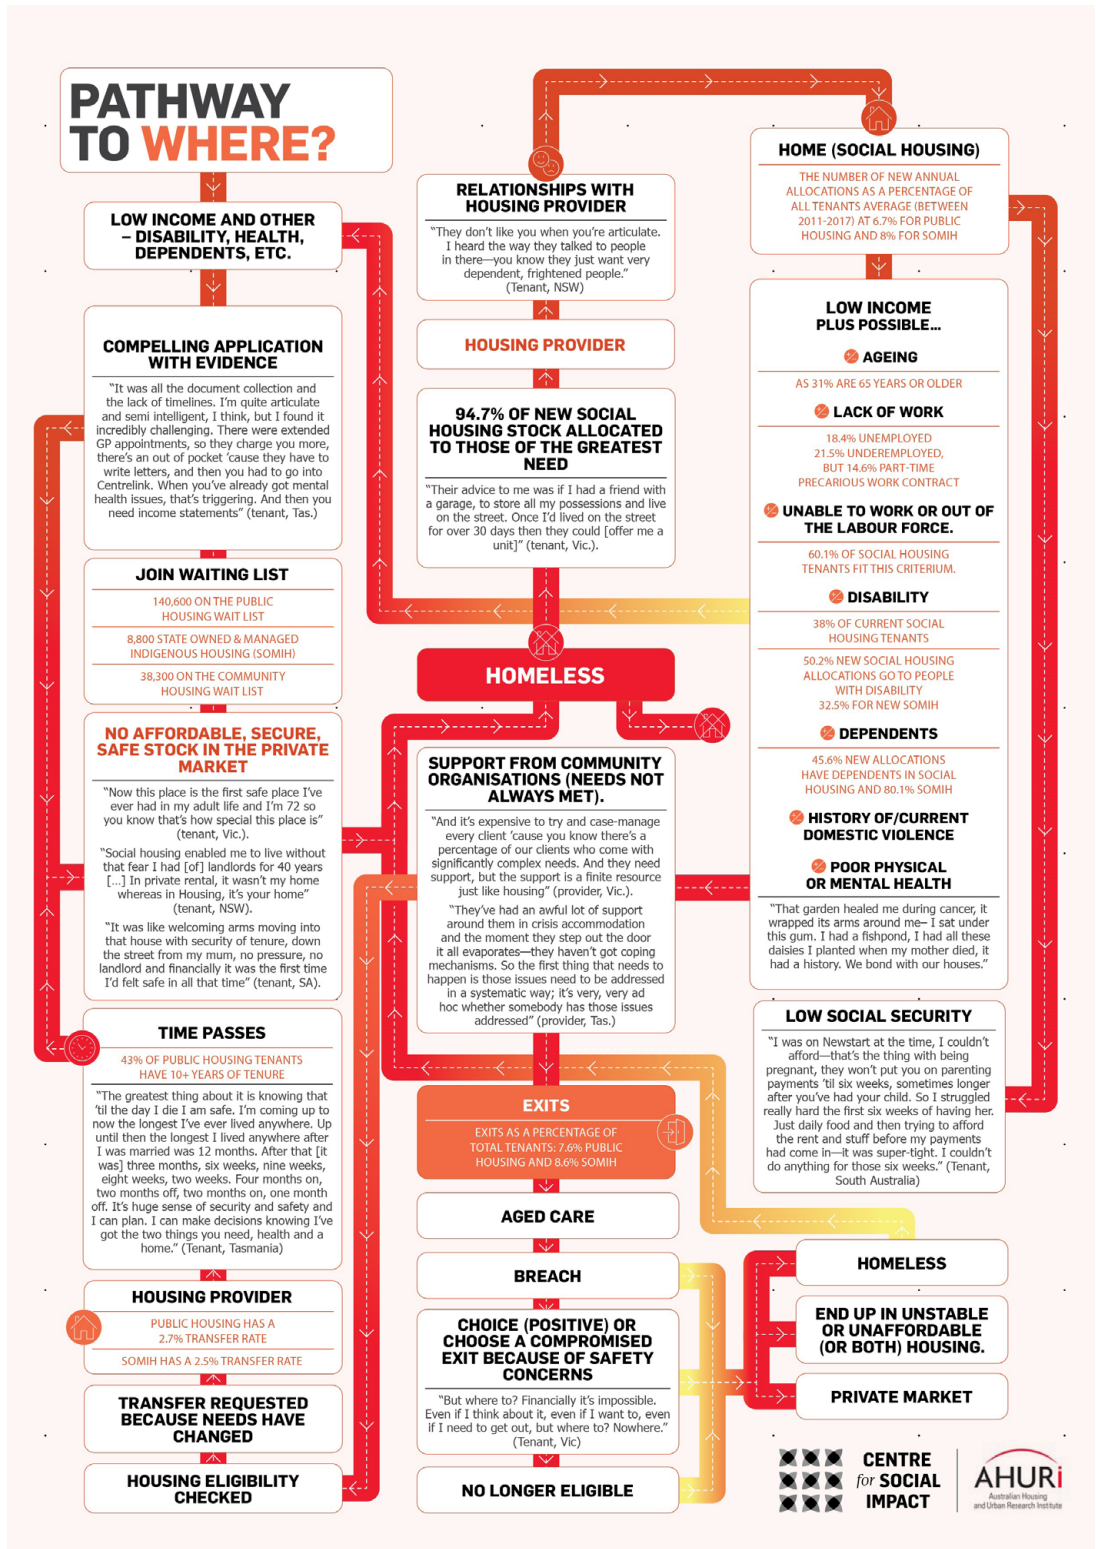 PATHWAY
TO WHERE?
LOW INCOME AND OTHER
– DISABILITY, HEALTH,
DEPENDENTS, ETC.
COMPELLING APPLICATION
WITH EVIDENCE
“It was all the document collection and
the lack of timelines. I’m quite articulate
and semi intelligent, I think, but I found it
incredibly challenging. There were extended
GP appointments, so they charge you more,
there’s an out of pocket ’cause they have to
write letters, and then you had to go into
Centrelink. When you’ve already got mental
health issues, that’s triggering. And then you
need income statements” (tenant, Tas.)
JOIN WAITING LIST
140,600 ON THE PUBLIC
HOUSING WAIT LIST
8,800 STATE OWNED & MANAGED
INDIGENOUS HOUSING (SOMIH)
38,300 ON THE COMMUNITY
HOUSING WAIT LIST
NO AFFORDABLE, SECURE,
SAFE STOCK IN THE PRIVATE
MARKET
“Now this place is the first safe place I’ve
ever had in my adult life and I’m 72 so
you know that’s how special this place is”
(tenant, Vic.).
“Social housing enabled me to live without
that fear I had [of] landlords for 40 years
[…] In private rental, it wasn’t my home
whereas in Housing, it’s your home”
(tenant, NSW).
“It was like welcoming arms moving into
that house with security of tenure, down
the street from my mum, no pressure, no
landlord and financially it was the first time
I’d felt safe in all that time” (tenant, SA).
TIME PASSES
43% OF PUBLIC HOUSING TENANTS
HAVE 10+ YEARS OF TENURE
“The greatest thing about it is knowing that
’til the day I die I am safe. I’m coming up to
now the longest I’ve ever lived anywhere. Up
until then the longest I lived anywhere after
I was married was 12 months. After that [it
was] three months, six weeks, nine weeks,
eight weeks, two weeks. Four months on,
two months off, two months on, one month
off. It’s huge sense of security and safety and
I can plan. I can make decisions knowing I’ve
got the two things you need, health and a
home.” (Tenant, Tasmania)
HOUSING PROVIDER
PUBLIC HOUSING HAS A
2.7% TRANSFER RATE
SOMIH HAS A 2.5% TRANSFER RATE
TRANSFER REQUESTED
BECAUSE NEEDS HAVE
CHANGED
HOUSING ELIGIBILITY
CHECKED
RELATIONSHIPS WITH
HOUSING PROVIDER
“They don’t like you when you’re articulate.
I heard the way they talked to people
in there—you know they just want very
dependent, frightened people.”
(Tenant, NSW)
HOUSING PROVIDER
94.7% OF NEW SOCIAL
HOUSING STOCK ALLOCATED
TO THOSE OF THE GREATEST
NEED
“Their advice to me was if I had a friend with
a garage, to store all my possessions and live
on the street. Once I’d lived on the street
for over 30 days then they could [offer me a
unit]” (tenant, Vic.).
HOMELESS
SUPPORT FROM COMMUNITY
ORGANISATIONS (NEEDS NOT
ALWAYS MET).
“And it’s expensive to try and case-manage
every client ’cause you know there’s a
percentage of our clients who come with
significantly complex needs. And they need
support, but the support is a finite resource
just like housing” (provider, Vic.).
“They’ve had an awful lot of support
around them in crisis accommodation
and the moment they step out the door
it all evaporates—they haven’t got coping
mechanisms. So the first thing that needs to
happen is those issues need to be addressed
in a systematic way; it’s very, very ad
hoc whether somebody has those issues
addressed” (provider, Tas.)
EXITS
EXITS AS A PERCENTAGE OF
TOTAL TENANTS: 7.6% PUBLIC
HOUSING AND 8.6% SOMIH
AGED CARE
BREACH
CHOICE (POSITIVE) OR
CHOOSE A COMPROMISED
EXIT BECAUSE OF SAFETY
CONCERNS
“But where to? Financially it’s impossible.
Even if I think about it, even if I want to, even
if I need to get out, but where to? Nowhere.”
(Tenant, Vic)
NO LONGER ELIGIBLE
HOME (SOCIAL HOUSING)
THE NUMBER OF NEW ANNUAL
ALLOCATIONS AS A PERCENTAGE OF
ALL TENANTS AVERAGE (BETWEEN
2011-2017) AT 6.7% FOR PUBLIC
HOUSING AND 8% FOR SOMIH
LOW INCOME
PLUS POSSIBLE…
AGEING
AS 31% ARE 65 YEARS OR OLDER
LACK OF WORK
18.4% UNEMPLOYED
21.5% UNDEREMPLOYED,
BUT 14.6% PART-TIME
PRECARIOUS WORK CONTRACT
UNABLE TO WORK OR OUT OF
THE LABOUR FORCE.
60.1% OF SOCIAL HOUSING
TENANTS FIT THIS CRITERIUM.
DISABILITY
38% OF CURRENT SOCIAL
HOUSING TENANTS
50.2% NEW SOCIAL HOUSING
ALLOCATIONS GO TO PEOPLE
WITH DISABILITY
32.5% FOR NEW SOMIH
DEPENDENTS
45.6% NEW ALLOCATIONS
HAVE DEPENDENTS IN SOCIAL
HOUSING AND 80.1% SOMIH
HISTORY OF/CURRENT
DOMESTIC VIOLENCE
POOR PHYSICAL
OR MENTAL HEALTH
“That garden healed me during cancer, it
wrapped its arms around me– I sat under
this gum. I had a fishpond, I had all these
daisies I planted when my mother died, it
had a history. We bond with our houses.”
LOW SOCIAL SECURITY
“I was on Newstart at the time, I couldn’t
afford—that’s the thing with being
pregnant, they won’t put you on parenting
payments ’til six weeks, sometimes longer
after you’ve had your child. So I struggled
really hard the first six weeks of having her.
Just daily food and then trying to afford
the rent and stuff before my payments
had come in—it was super-tight. I couldn’t
do anything for those six weeks.” (Tenant,
South Australia)
HOMELESS
END UP IN UNSTABLE
OR UNAFFORDABLE
(OR BOTH) HOUSING.
PRIVATE MARKET
CENTRE
for SOCIAL
IMPACT
AHURI
Australian Housing
and Urban Research Institute